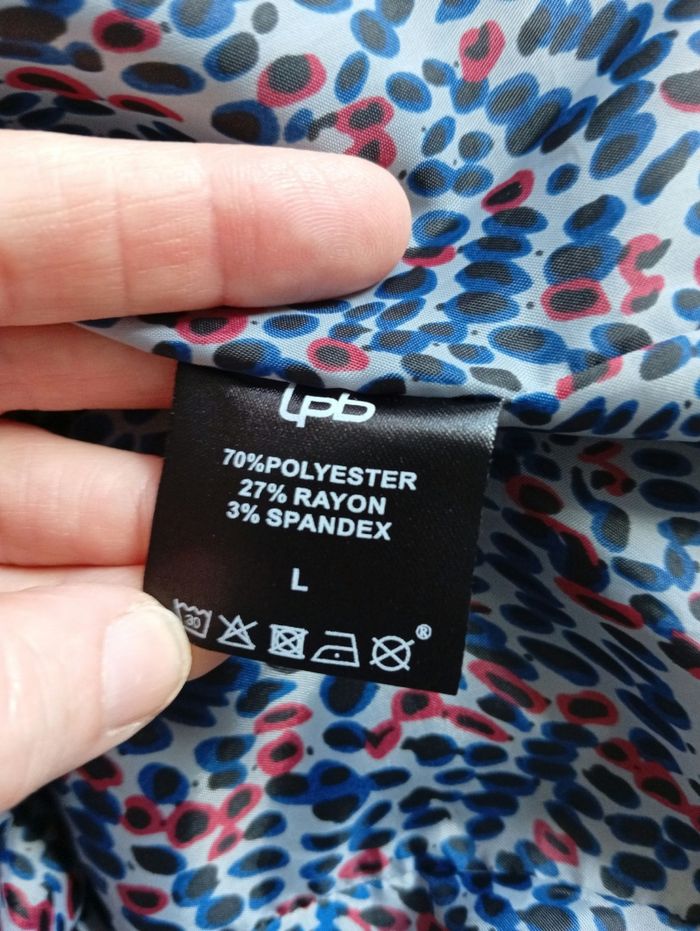 lpb
70%POLYESTER
27% RAYON
3% SPANDEX
L
30
®